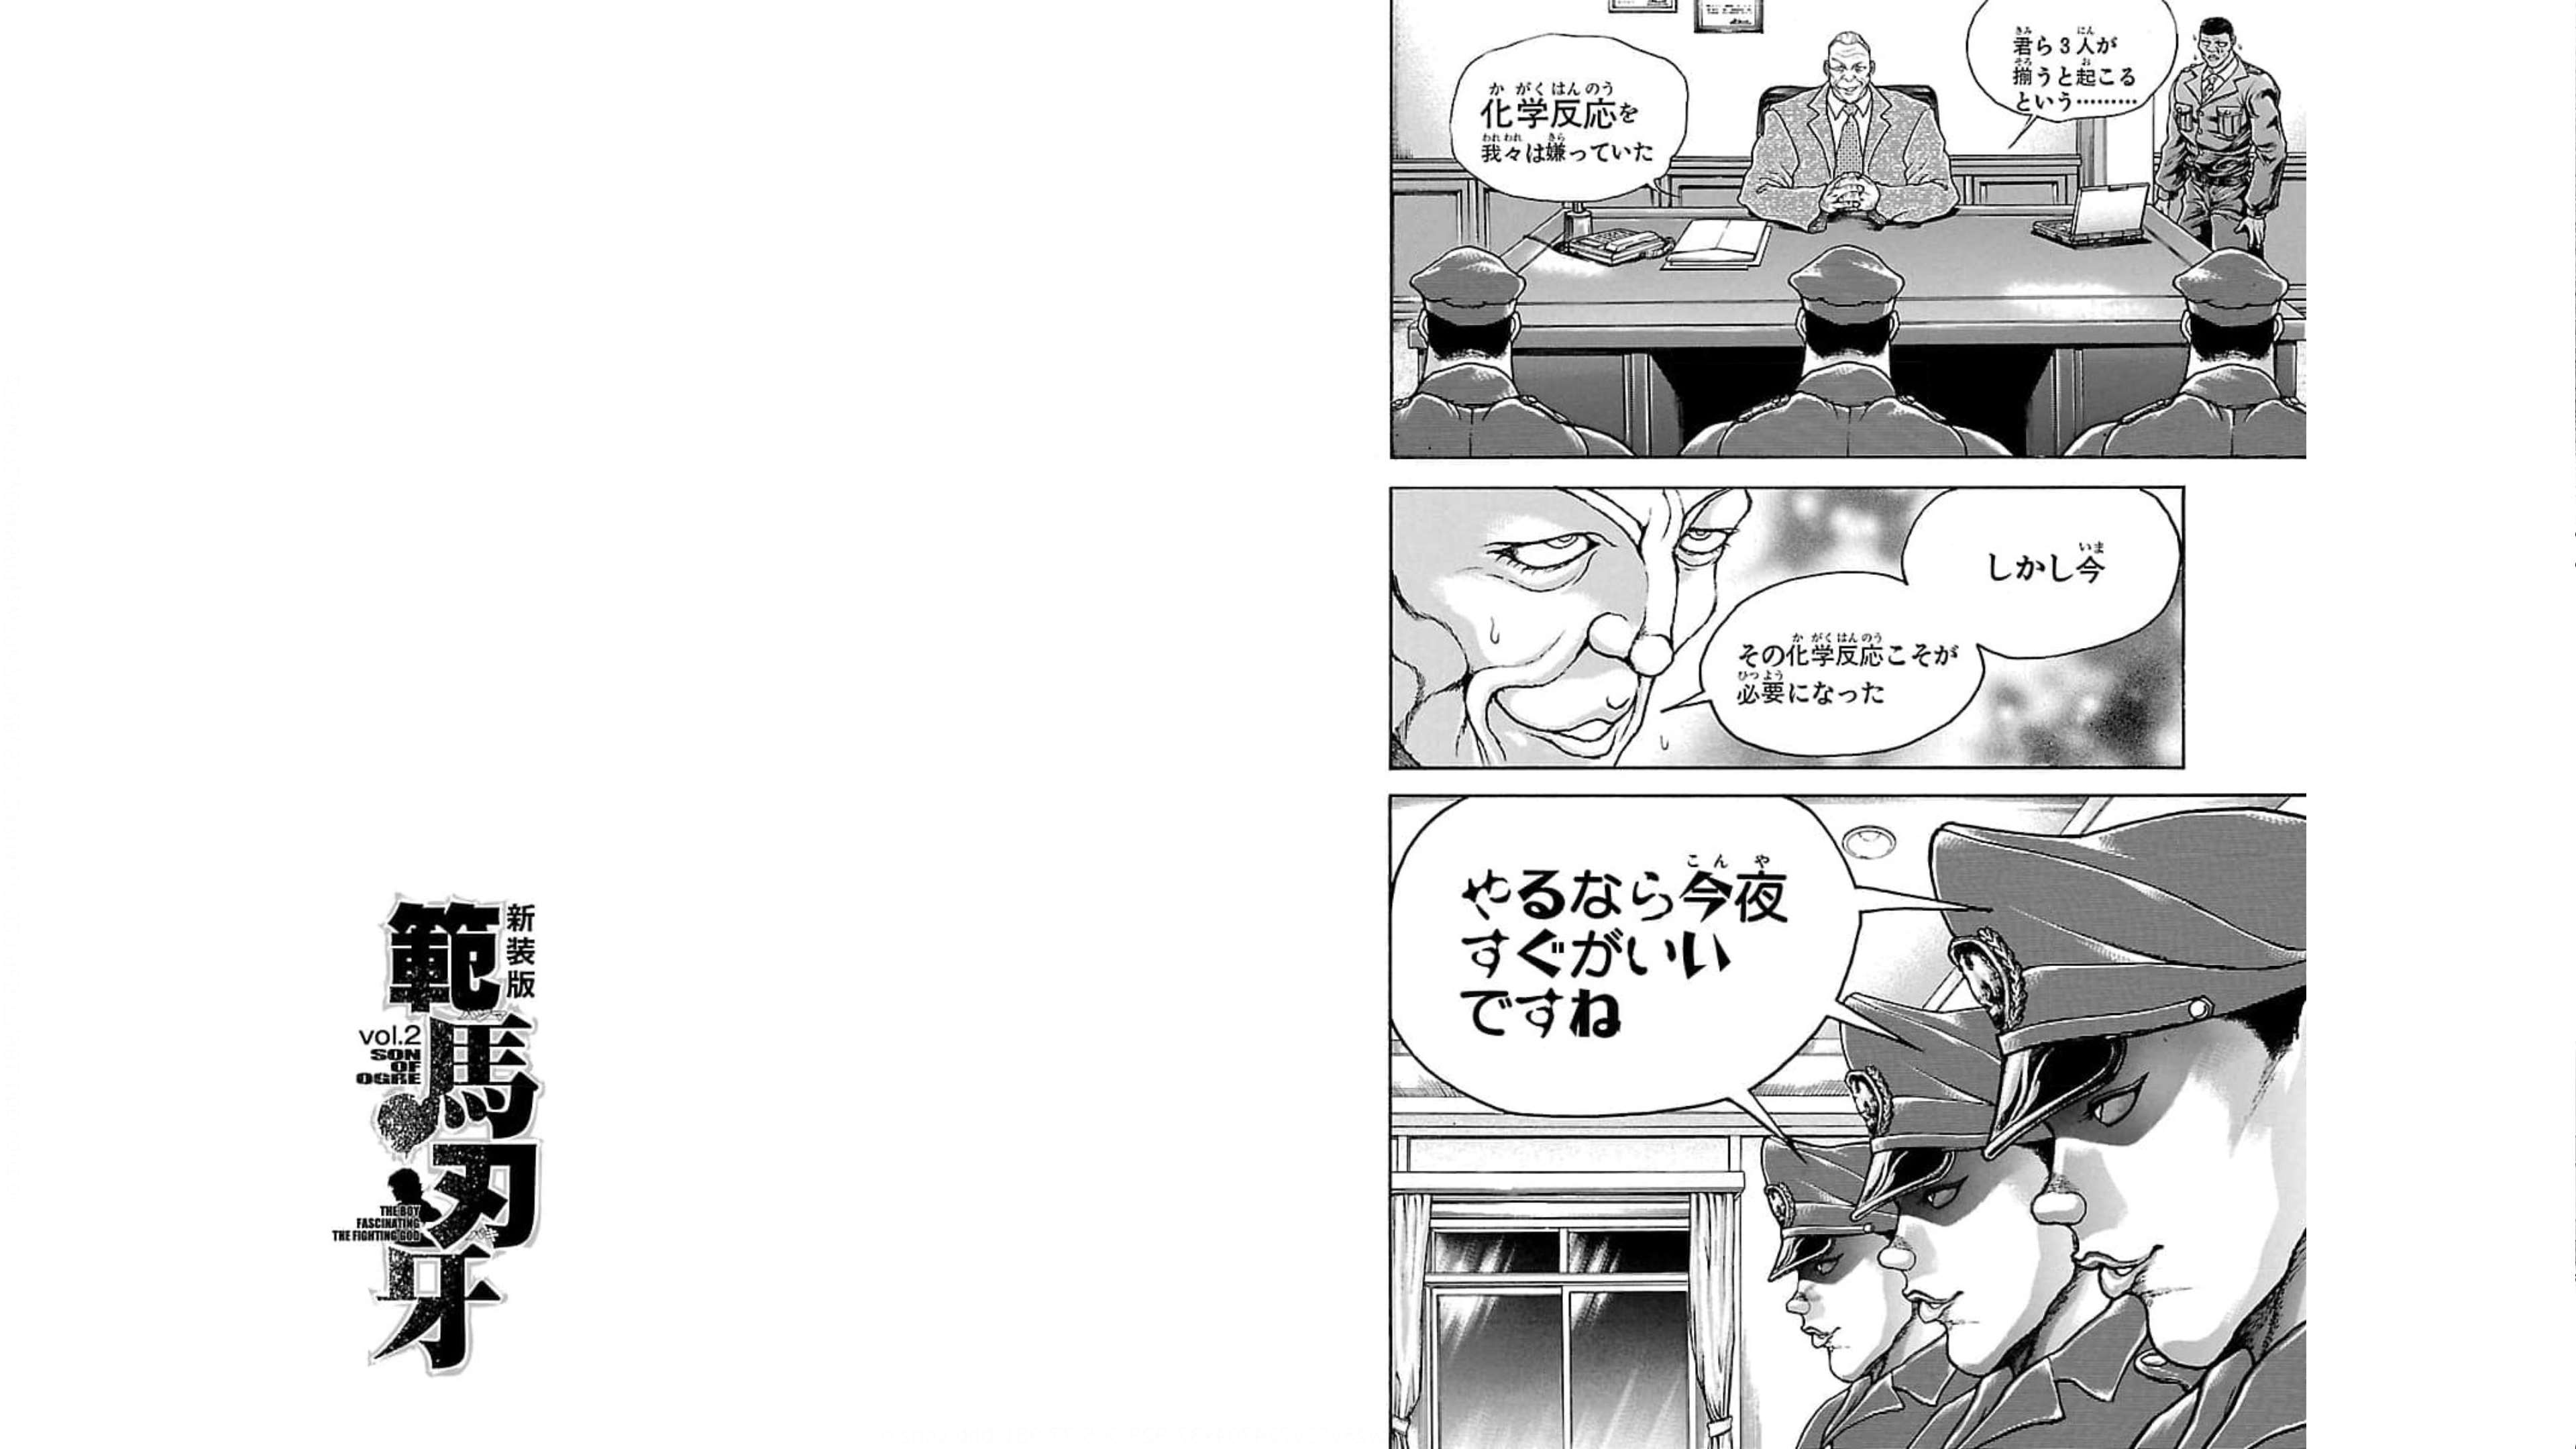 君ら3人が
揃うと起こる
という………
化学反応を
我々は嫌っていた
しかし今
その化学反応こそが
必要になった
やるなら今夜
すぐがいい
ですね
新装版
範馬刃牙
vol.2
SON
OF
OGRE
THE BOY
FASCINATING
THE FIGHTING GOD